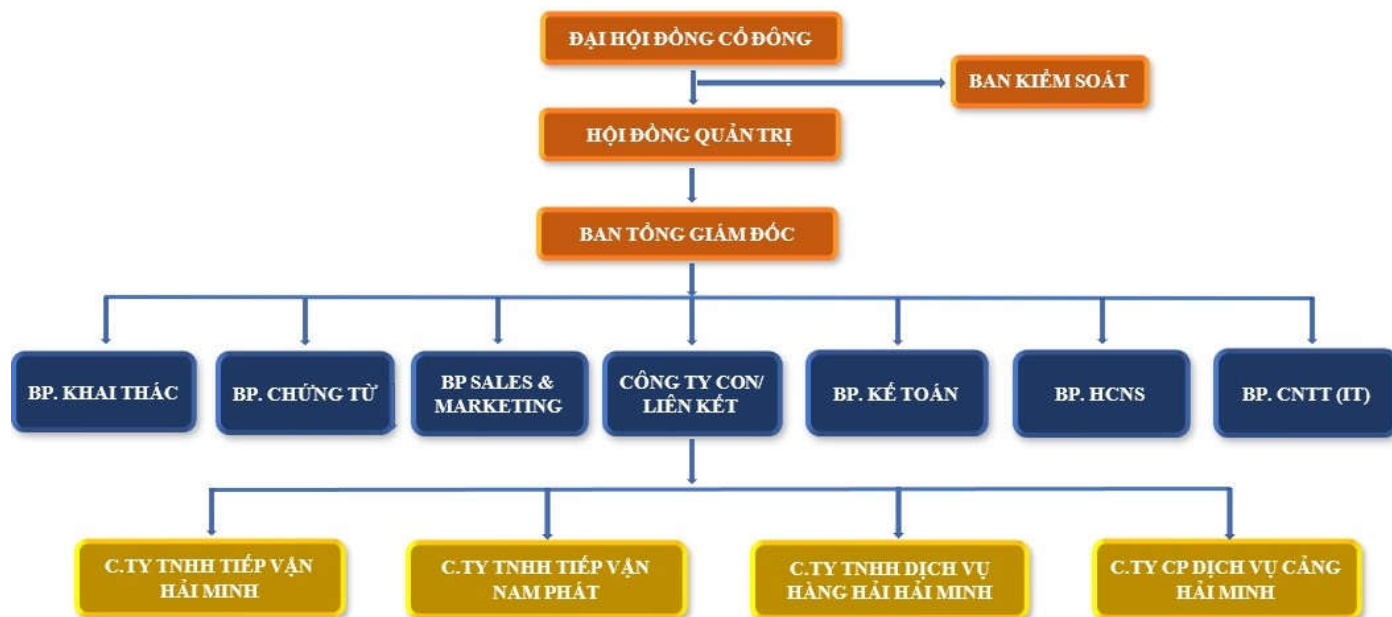 ĐẠI HỘI ĐỒNG CỔ ĐÔNG
BAN KIỂM SOÁT
HỘI ĐỒNG QUẢN TRỊ
BAN TỔNG GIÁM ĐỐC
BP. KHAI THÁC
BP. CHỨNG TỪ
BP SALES &
MARKETING
CÔNG TY CON/
LIÊN KẾT
BP. KẾ TOÁN
BP. HCNS
BP. CNTT (IT)
C.TY TNHH TIẾP VẬN
HẢI MINH
C.TY TNHH TIẾP VẬN
NAM PHÁT
C.TY TNHH DỊCH VỤ
HÀNG HẢI HẢI MINH
C.TY CP DỊCH VỤ CẢNG
HẢI MINH